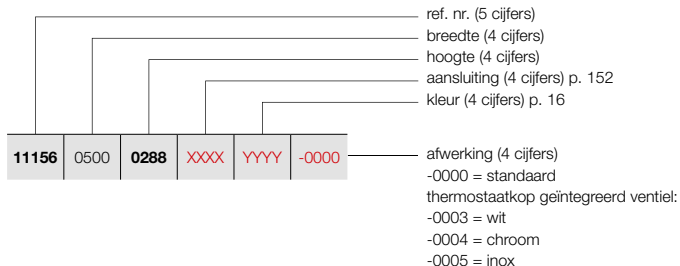 ref. nr. (5 cijfers)
breedte (4 cijfers)
hoogte (4 cijfers)
aansluiting (4 cijfers) p. 152
kleur (4 cijfers) p. 16
11156 0500 0288 XXXX YYYY -0000
afwerking (4 cijfers)
-0000 = standaard
thermostaatkop geïntegreerd ventiel:
-0003 = wit
-0004 = chroom
-0005 = inox